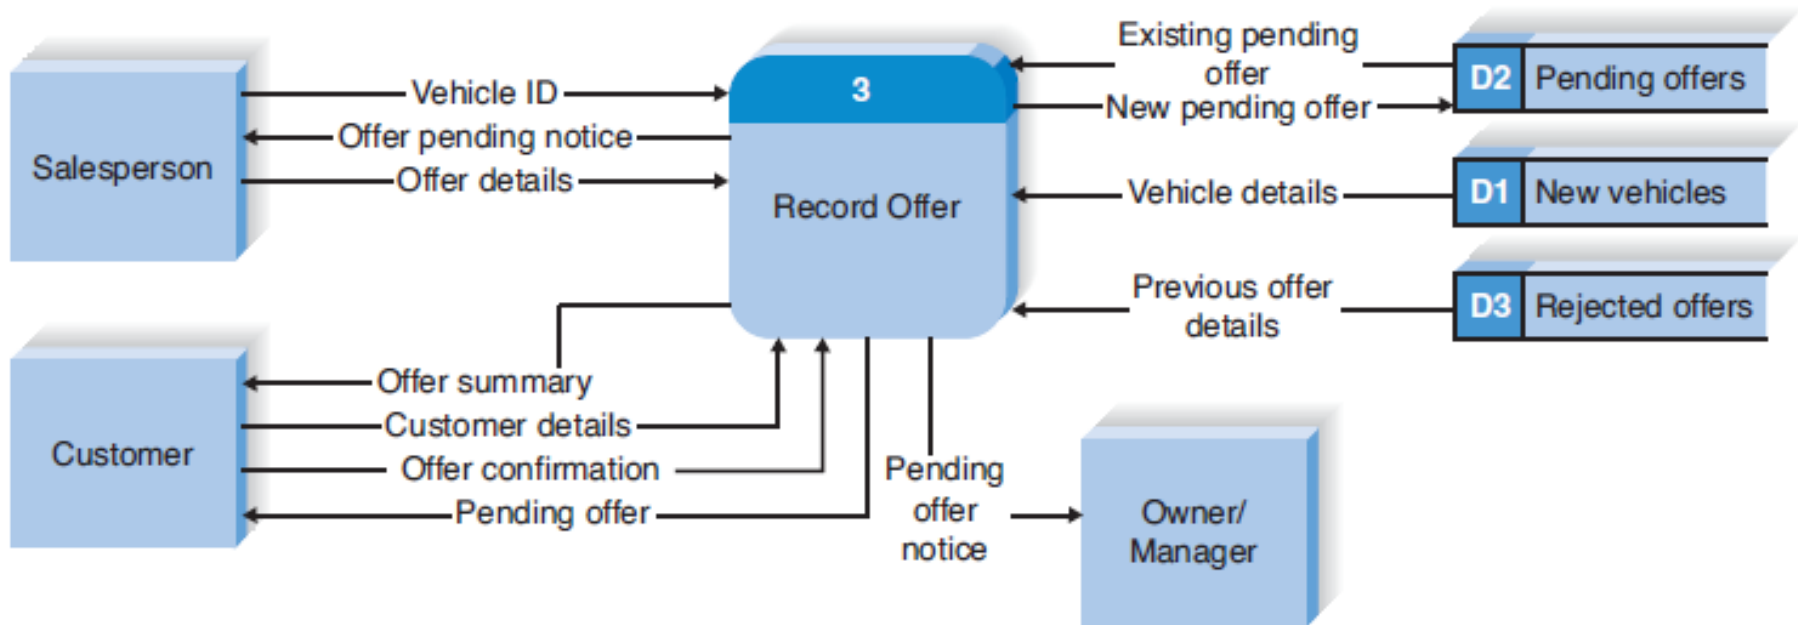 Existing pending
offer
D2 Pending offers
3
Vehicle ID
New pending offer
Offer pending notice
Salesperson
Offer details
Vehicle details
D1 New vehicles
Record Offer
Previous offer
details
D3 Rejected offers
Offer summary
Customer details
Customer
Offer confirmation
Pending offer
Pending
offer
notice
Owner/
Manager